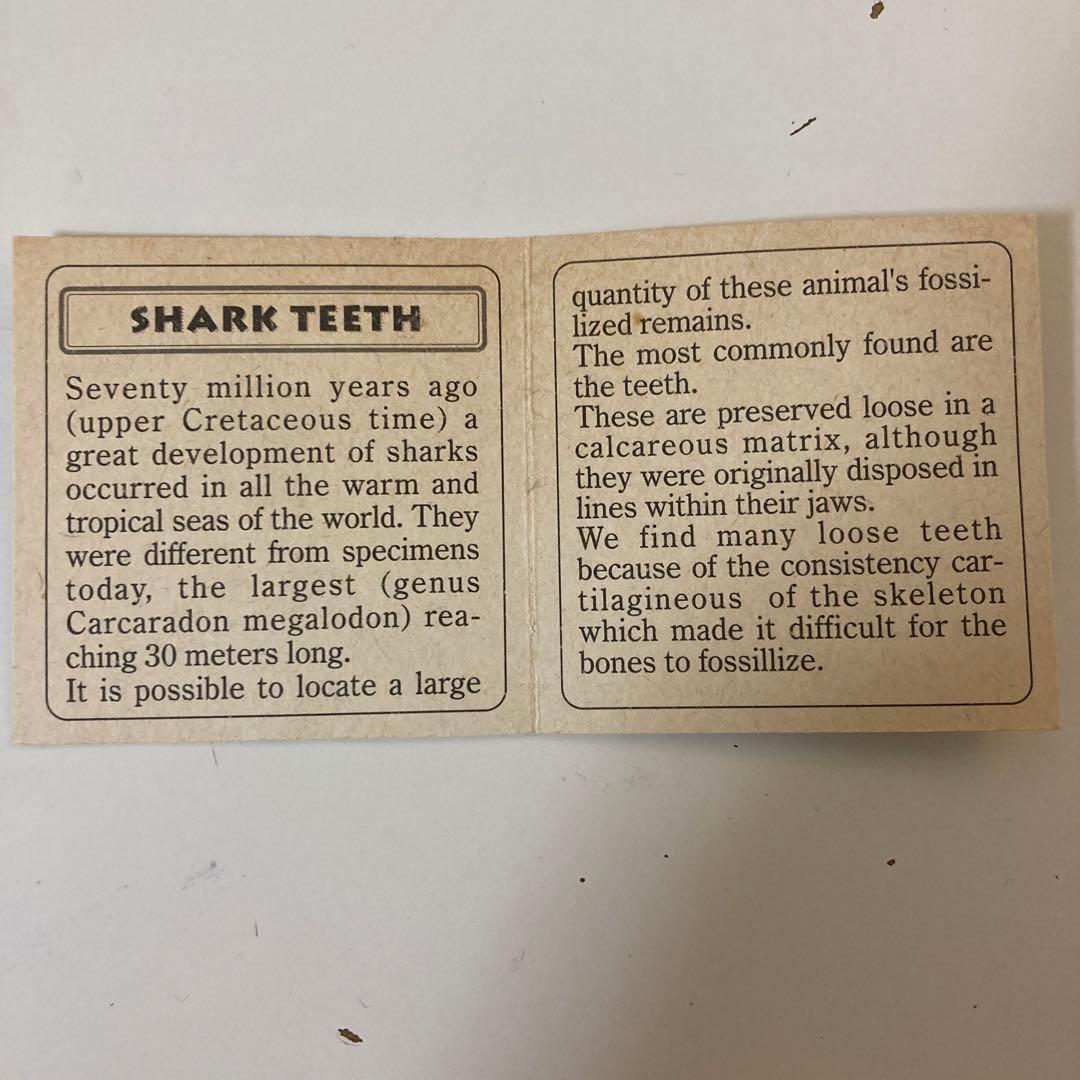 SHARK TEETH
Seventy million years ago
(upper Cretaceous time) a
great development of sharks
occurred in all the warm and
tropical seas of the world. They
were different from specimens
today, the largest (genus
Carcaradon megalodon) rea-
ching 30 meters long.
It is possible to locate a large
quantity of these animal's fossi-
lized remains.
The most commonly found are
the teeth.
These are preserved loose in a
calcareous matrix, although
they were originally disposed in
lines within their jaws.
We find many loose teeth
because of the consistency car-
tilagineous of the skeleton
which made it difficult for the
bones to fossillize.